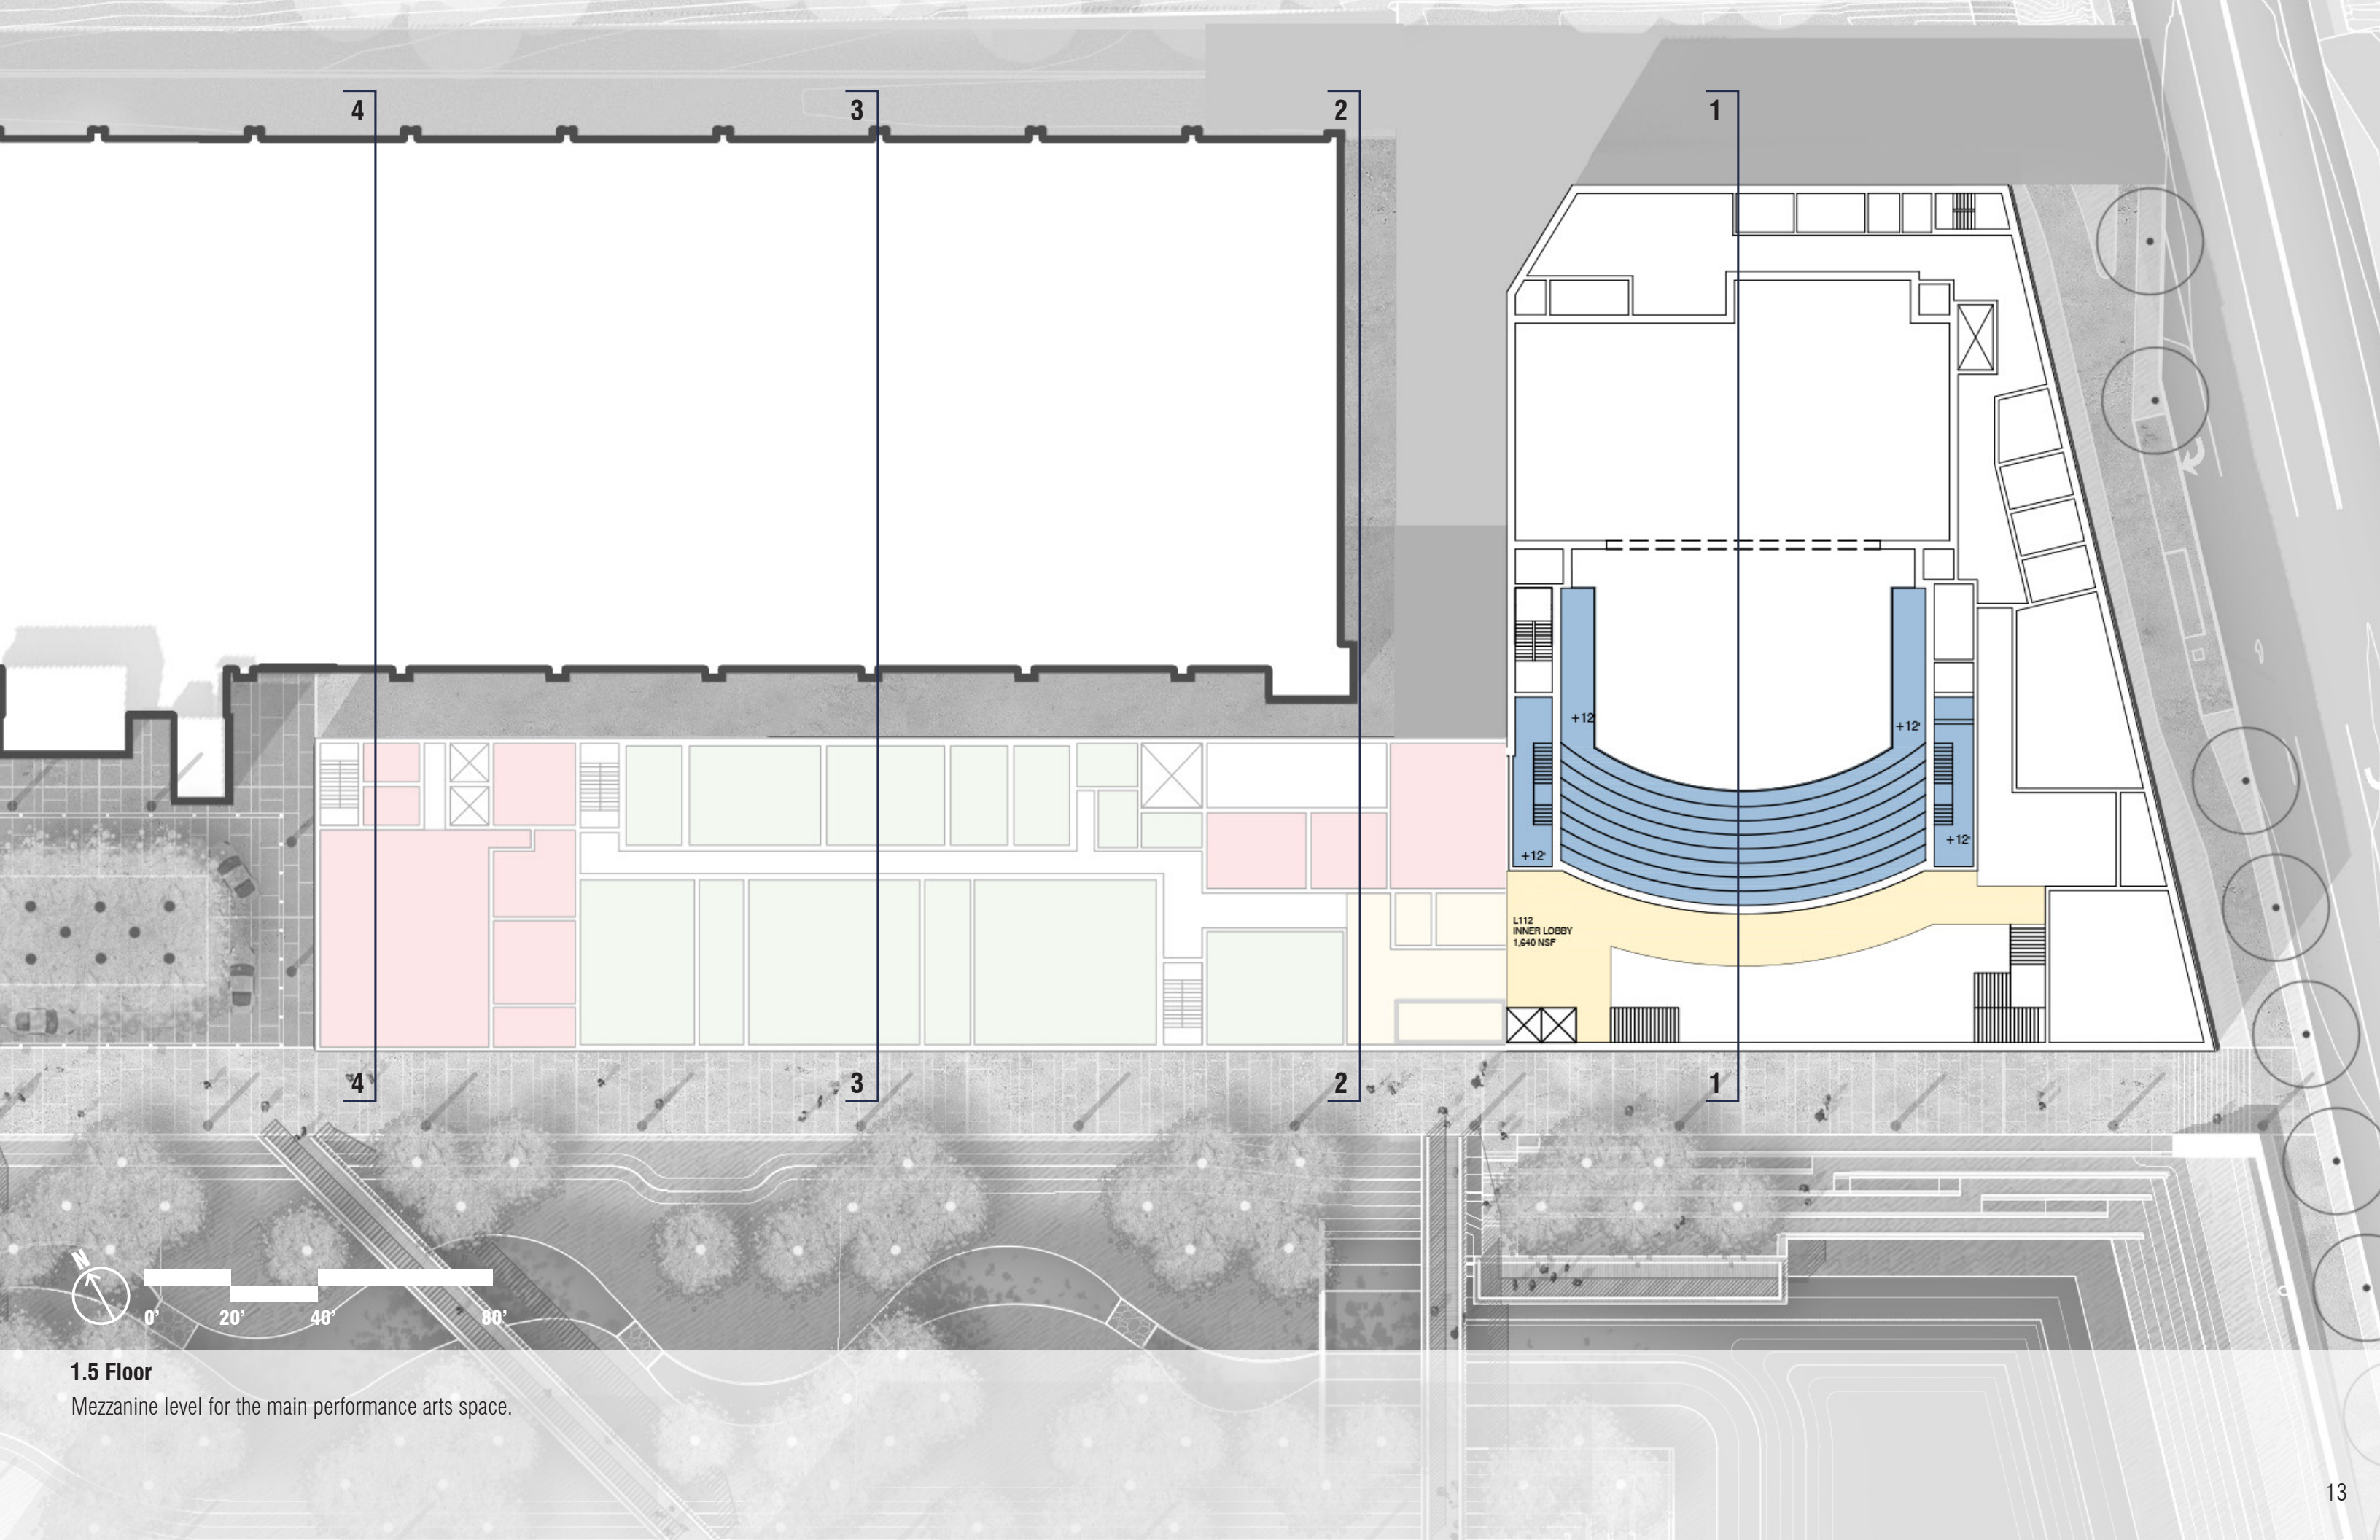 4
3
2
1
+12'
+12'
+12'
+12'
L112
INNER LOBBY
1,640 NSF
4
3
2
1
N
0'
20'
40'
80'
1.5 Floor
Mezzanine level for the main performance arts space.
13